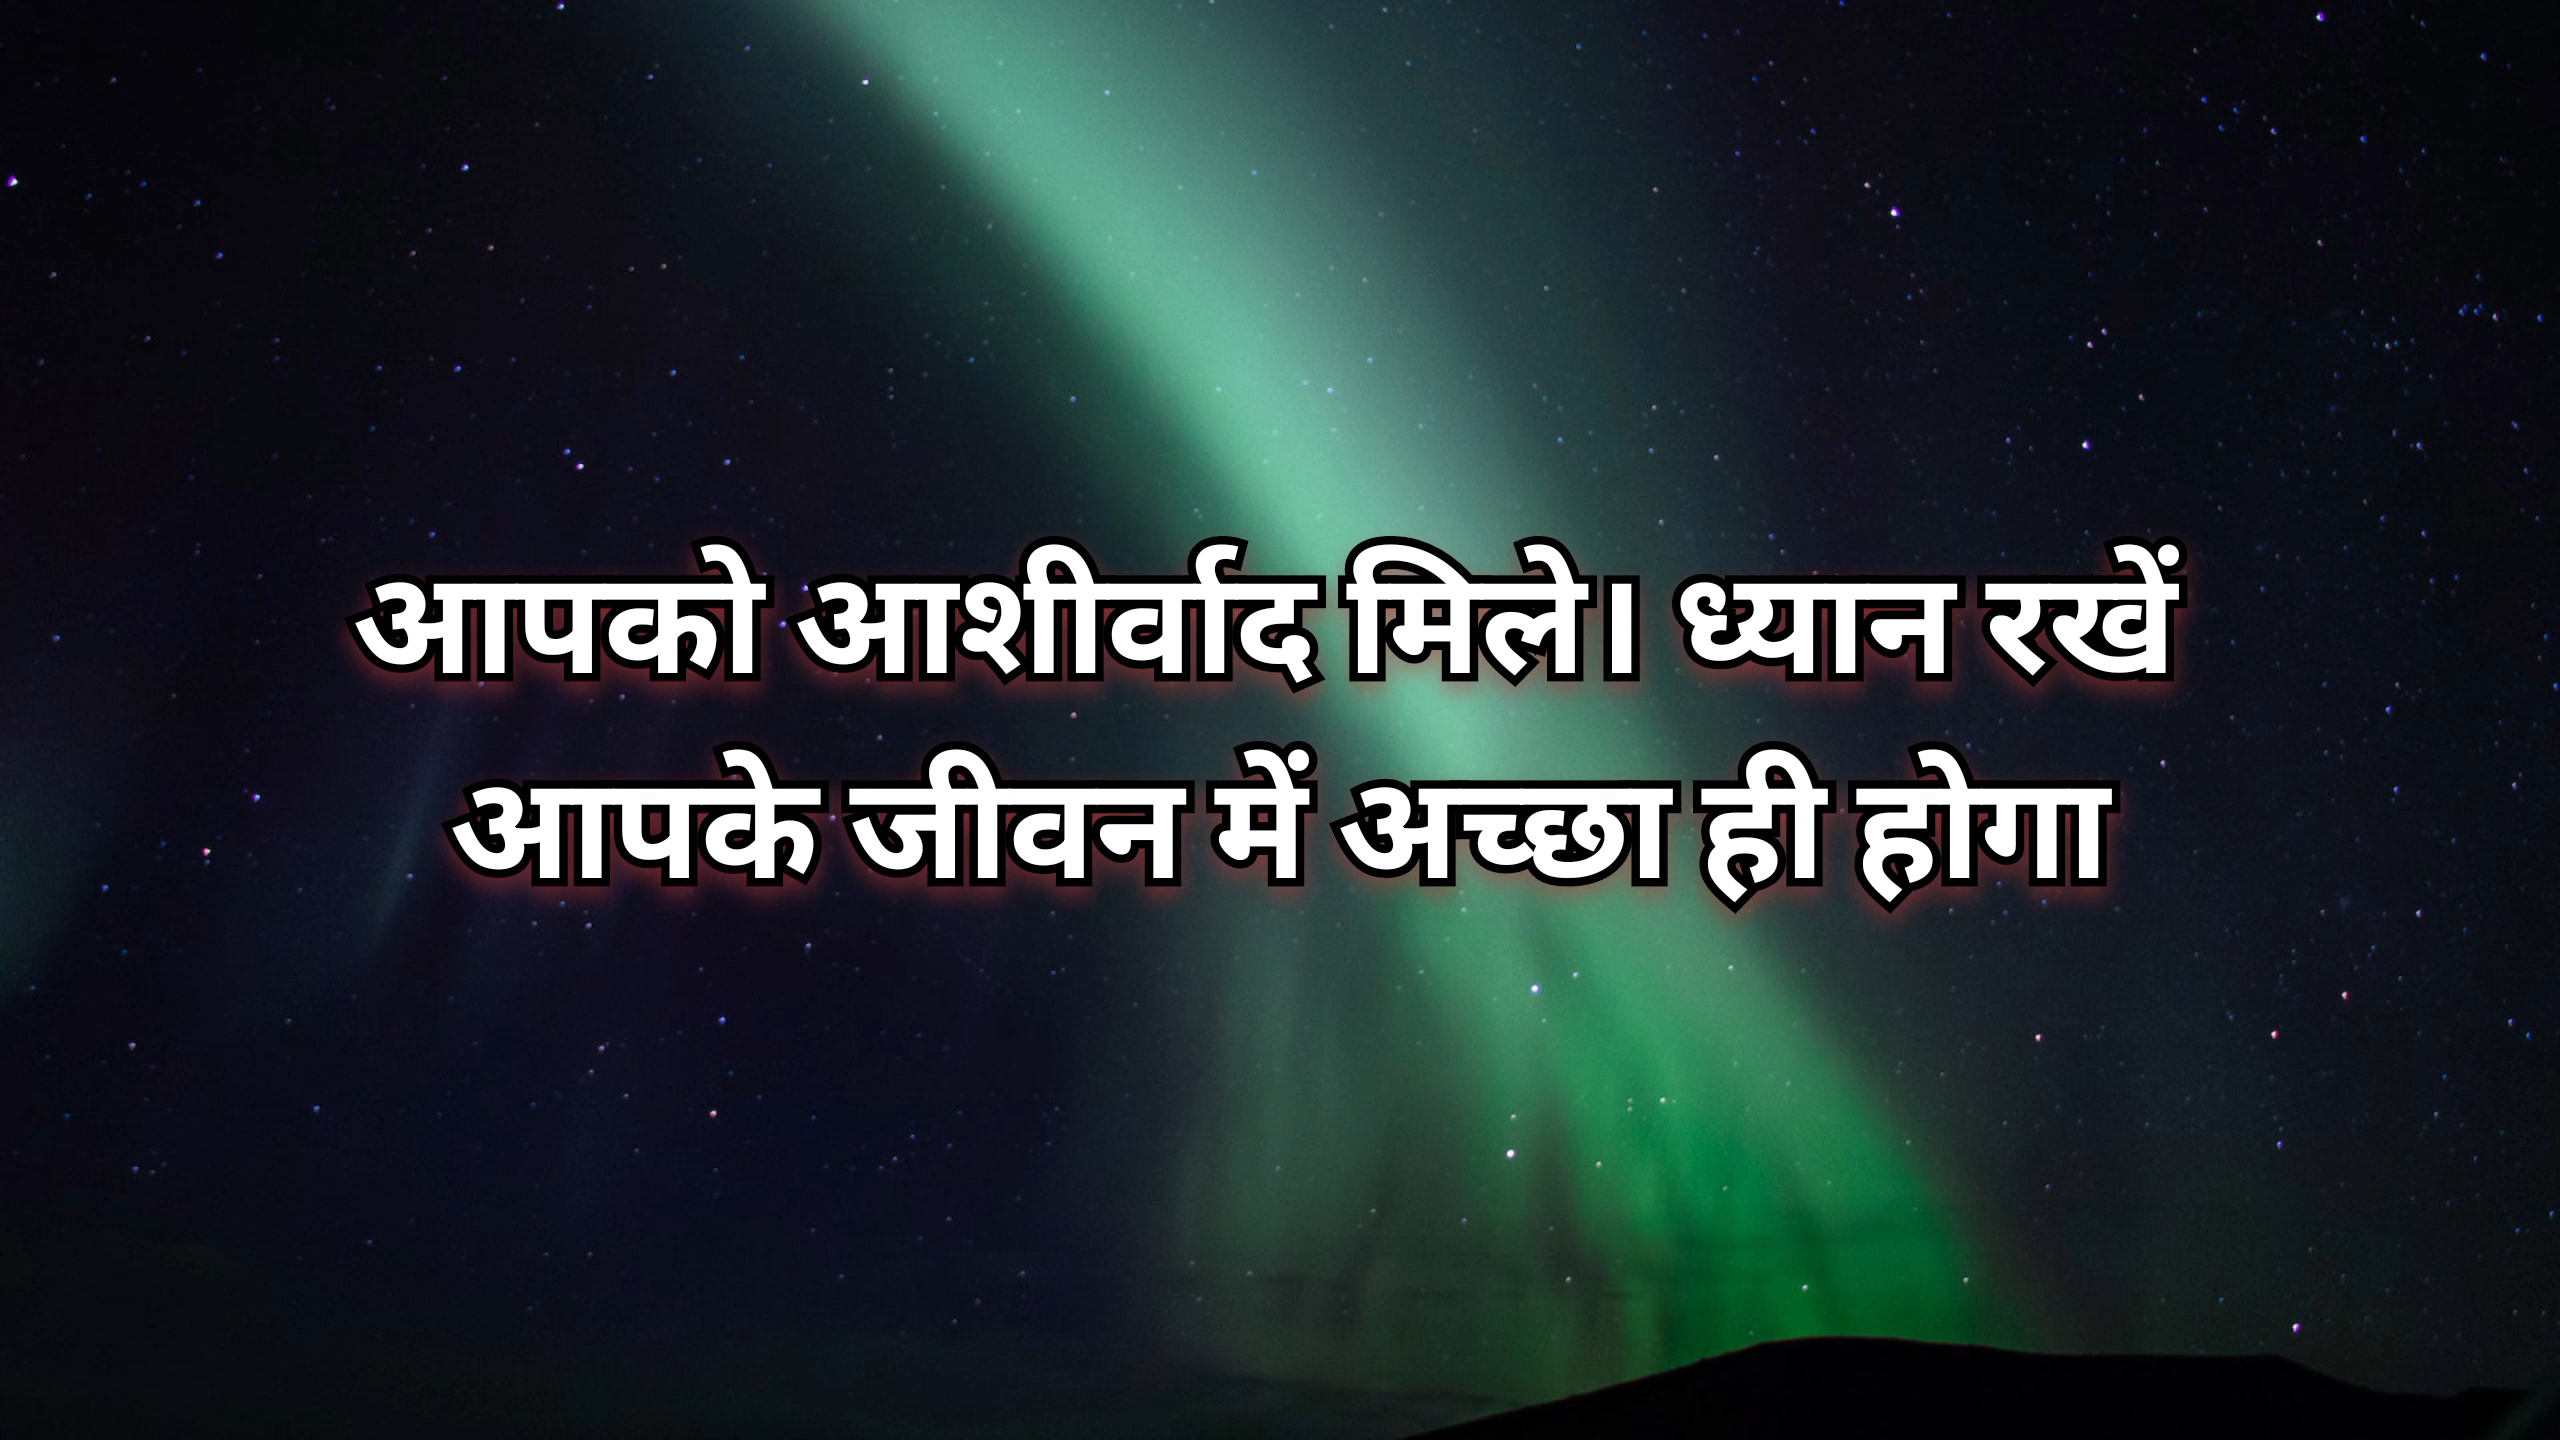 आपको आशीर्वाद मिले। ध्यान रखें
आपके जीवन में अच्छा ही होगा